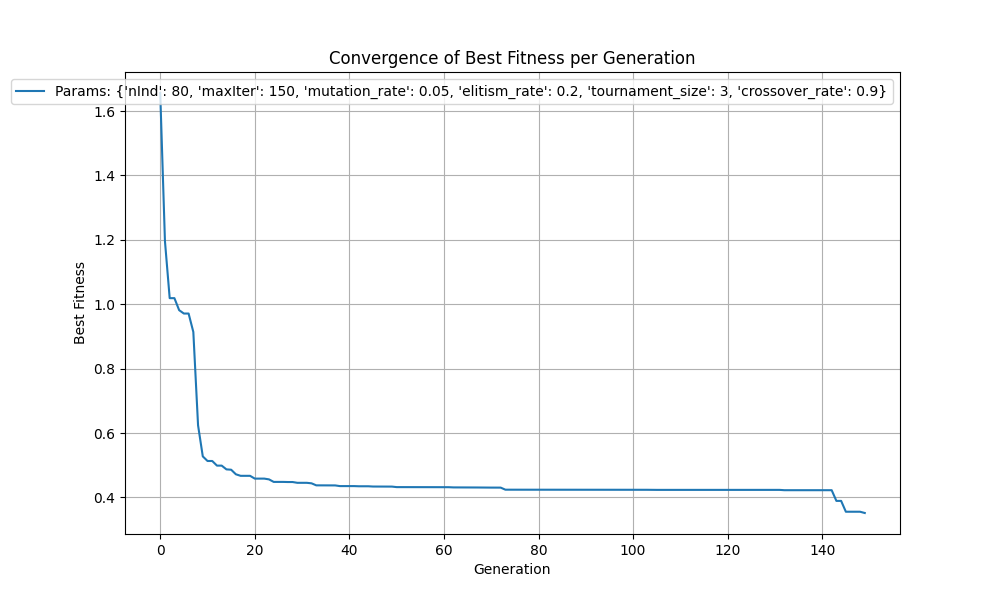 Convergence of Best Fitness per Generation
Params: {'nInd': 80, 'maxIter': 150, 'mutation_rate': 0.05, 'elitism_rate': 0.2, 'tournament_size': 3, 'crossover_rate': 0.9}
1.6
1.4
1.2
1.0
0.8
0.6
0.4
Best Fitness
0 20 40 60 80 100 120 140
Generation